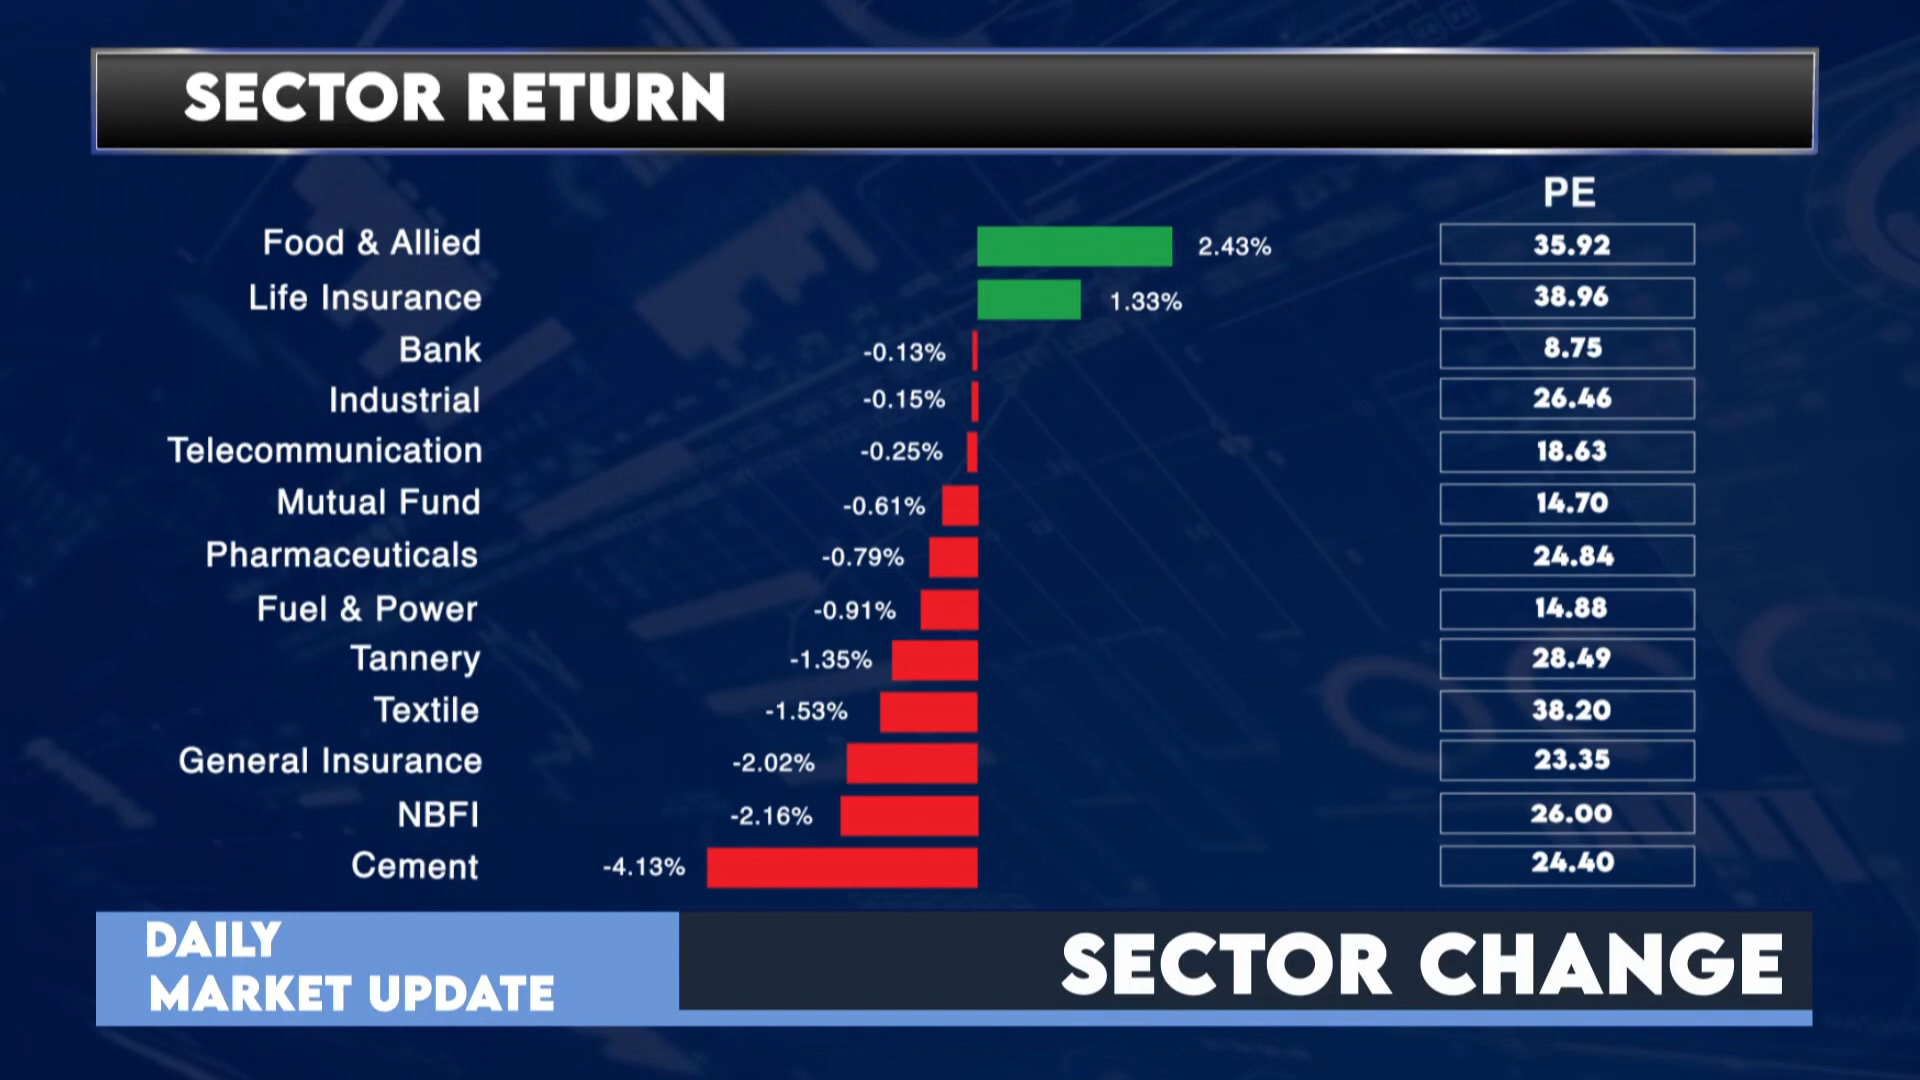 SECTOR RETURN
PE
Food & Allied 2.43% 35.92
Life Insurance 1.33% 38.96
Bank -0.13% 8.75
Industrial -0.15% 26.46
Telecommunication -0.25% 18.63
Mutual Fund -0.61% 14.70
Pharmaceuticals -0.79% 24.84
Fuel & Power -0.91% 14.88
Tannery -1.35% 28.49
Textile -1.53% 38.20
General Insurance -2.02% 23.35
NBFI -2.16% 26.00
Cement -4.13% 24.40
DAILY
MARKET UPDATE
SECTOR CHANGE